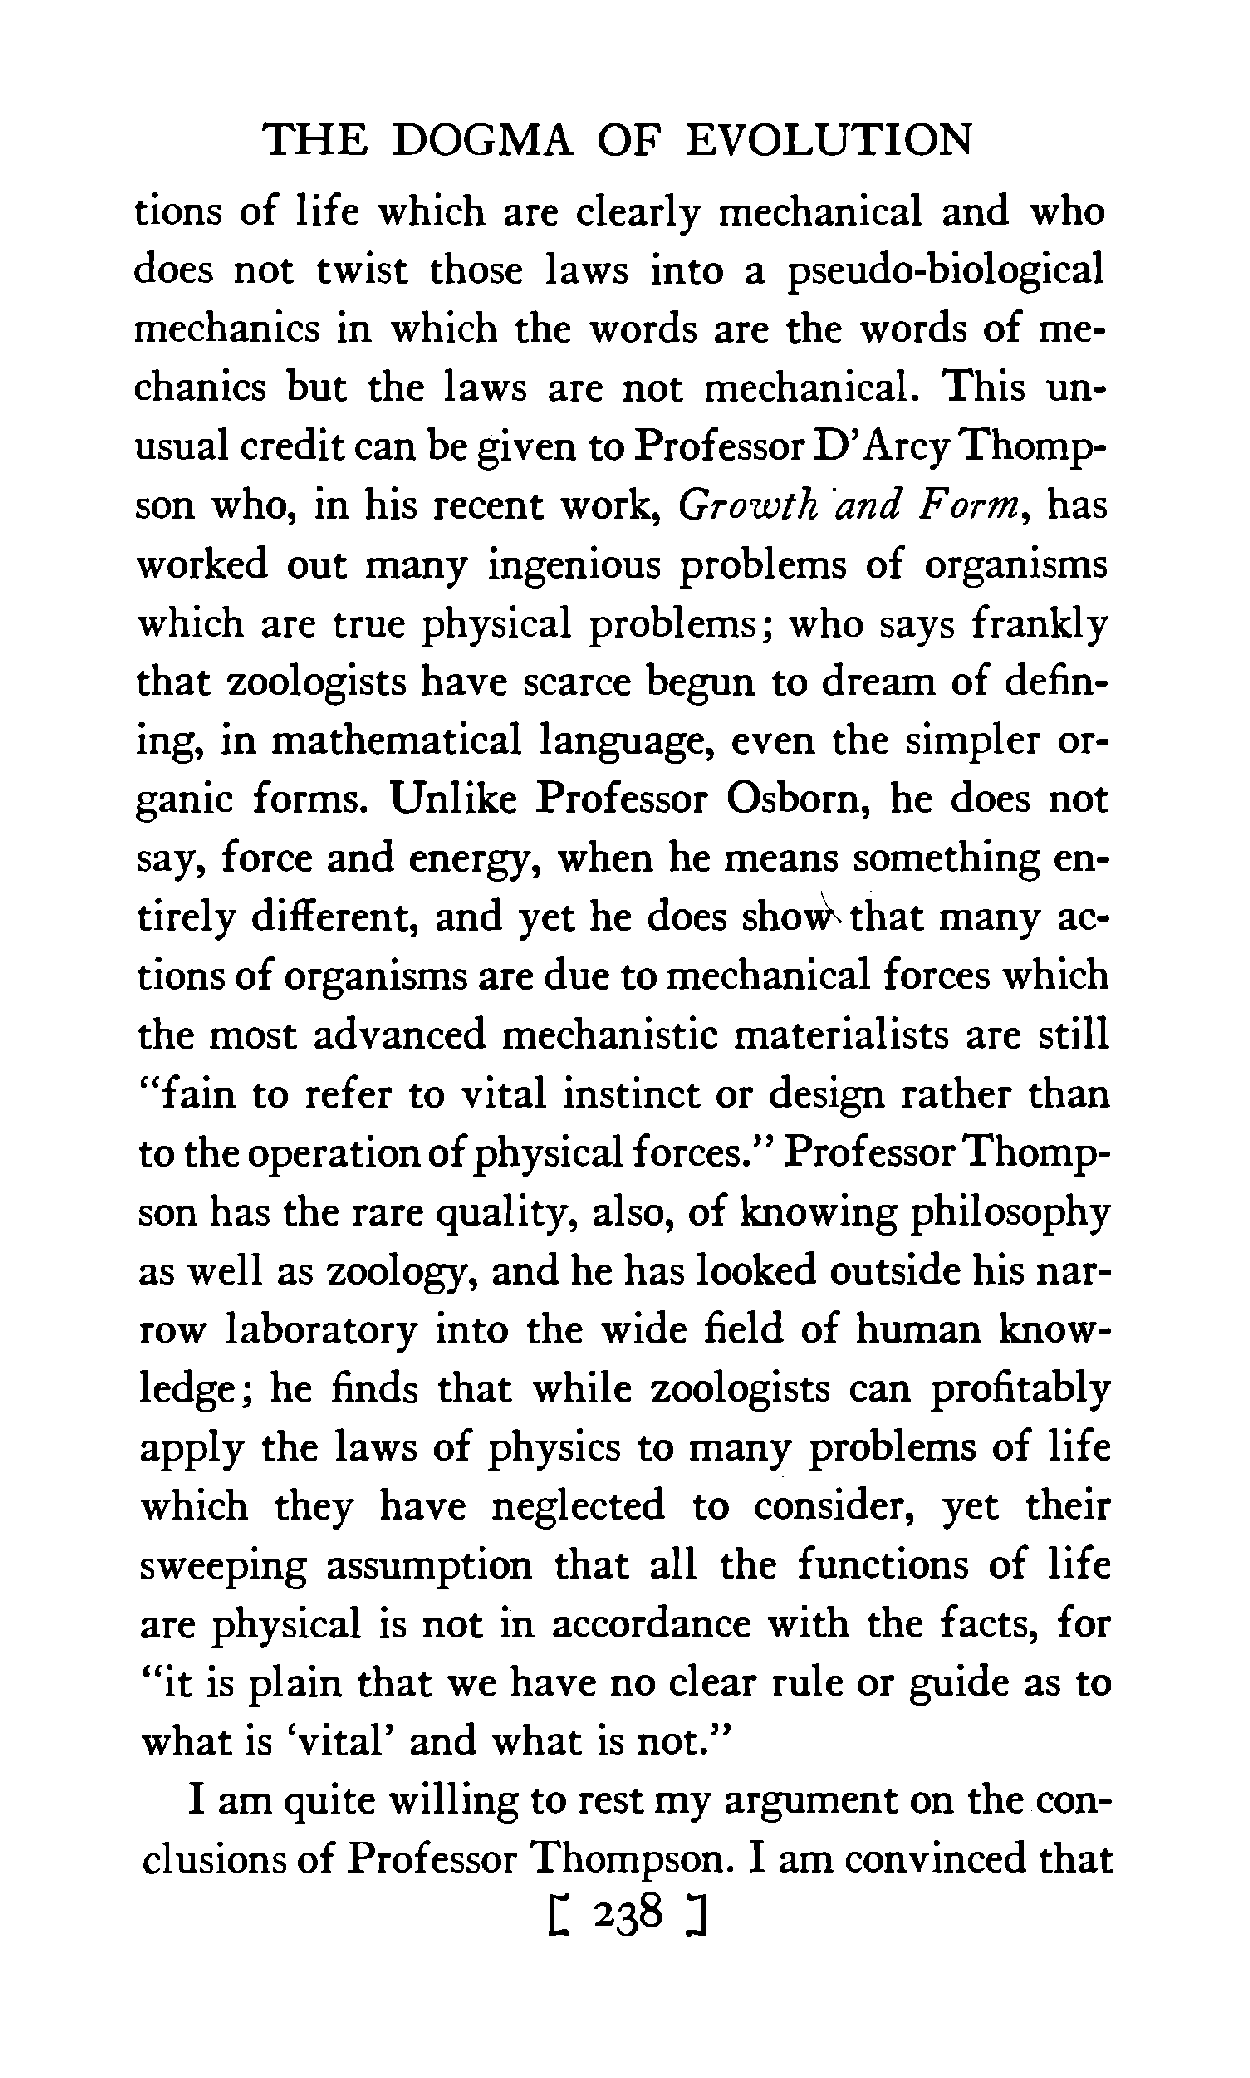 THE DOGMA OF EVOLUTION
tions of life which are clearly mechanical and who
does not twist those laws into a pseudo-biological
mechanics in which the words are the words of me-
chanics but the laws are not mechanical. This un-
usual credit can be given to Professor D'Arcy Thomp-
son who, in his recent work, Growth and Form, has
worked out many ingenious problems of organisms
which are true physical problems; who says frankly
that zoologists have scarce begun to dream of defin-
ing, in mathematical language, even the simpler or-
ganic forms. Unlike Professor Osborn, he does not
say, force and energy, when he means something en-
tirely different, and yet he does show that many ac-
tions of organisms are due to mechanical forces which
the most advanced mechanistic materialists are still
"fain to refer to vital instinct or design rather than
to the operation of physical forces." Professor Thomp-
son has the rare quality, also, of knowing philosophy
as well as zoology, and he has looked outside his nar-
row laboratory into the wide field of human know-
ledge; he finds that while zoologists can profitably
apply the laws of physics to many problems of life
which they have neglected to consider, yet their
sweeping assumption that all the functions of life
are physical is not in accordance with the facts, for
"it is plain that we have no clear rule or guide as to
what is 'vital' and what is not."
I am quite willing to rest my argument on the con-
clusions of Professor Thompson. I am convinced that
[ 238 ]